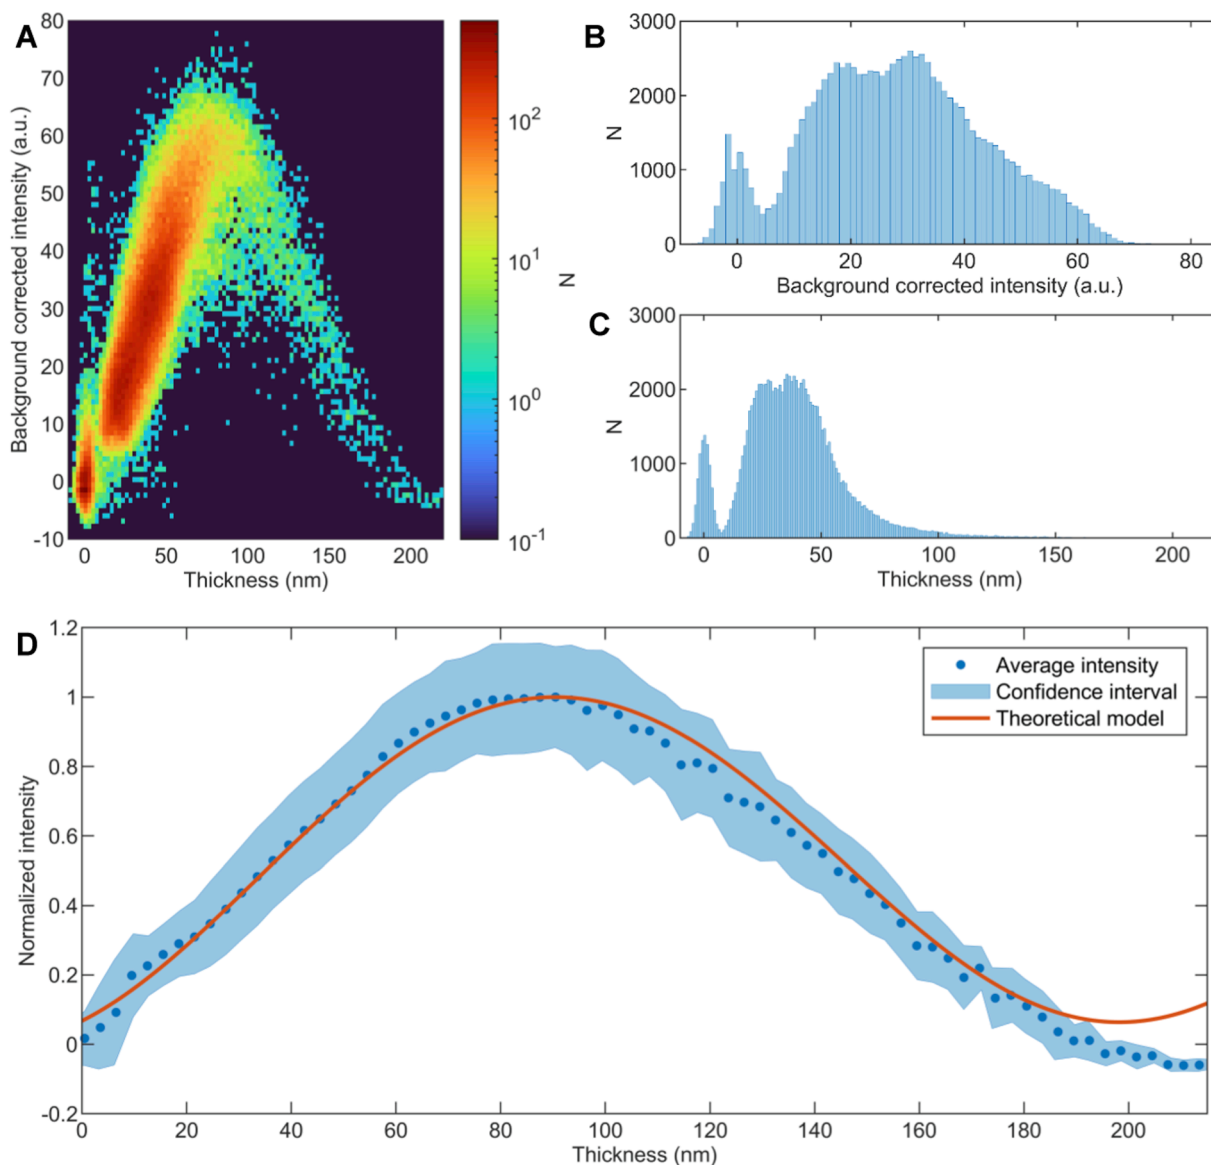 A
80
70
60
50
40
30
20
10
0
-10
Background corrected intensity (a.u.)
0 50 100 150 200
Thickness (nm)
10^2
10^1
10^0
10^-1
N
B
3000
2000
1000
0
N
0 20 40 60 80
Background corrected intensity (a.u.)
C
3000
2000
1000
0
N
0 50 100 150 200
Thickness (nm)
D
1.2
1
0.8
0.6
0.4
0.2
0
-0.2
Normalized intensity
Average intensity
Confidence interval
Theoretical model
0 20 40 60 80 100 120 140 160 180 200
Thickness (nm)